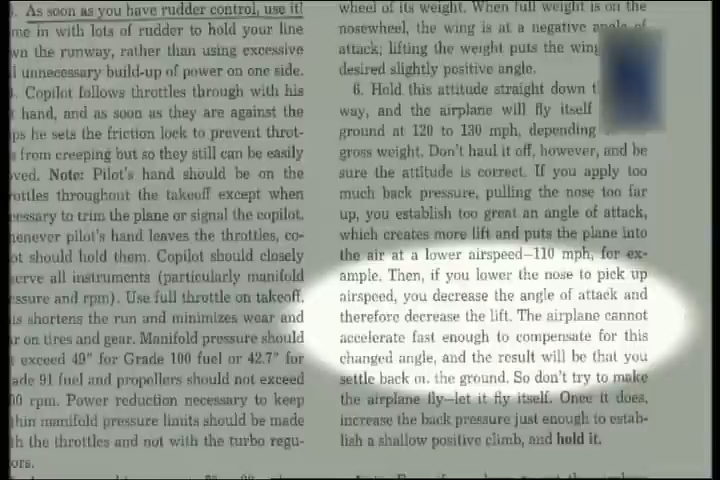 . As soon as you have rudder control, use it!
me in with lots of rudder to hold your line
wn the runway, rather than using excessive
unnecessary build-up of power on one side.
. Copilot follows throttles through with his
hand, and as soon as they are against the
ps he sets the friction lock to prevent throt-
from creeping but so they still can be easily
ved. Note: Pilot's hand should be on the
ottles throughout the takeoff except when
cessary to trim the plane or signal the copilot.
henever pilot's hand leaves the throttles, co-
ot should hold them. Copilot should closely
serve all instruments (particularly manifold
essure and rpm). Use full throttle on takeoff.
is shortens the run and minimizes wear and
r on tires and gear. Manifold pressure should
exceed 49" for Grade 100 fuel or 42.7" for
ade 91 fuel and propellers should not exceed
00 rpm. Power reduction necessary to keep
thin manifold pressure limits should be made
h the throttles and not with the turbo regu-
ors.
wheel of its weight. When full weight is on the
nosewheel, the wing is at a negative angle of
attack; lifting the weight puts the wing
desired slightly positive angle.
6. Hold this attitude straight down t
way, and the airplane will fly itself
ground at 120 to 130 mph, depending
gross weight. Don't haul it off, however, and be
sure the attitude is correct. If you apply too
much back pressure, pulling the nose too far
up, you establish too great an angle of attack,
which creates more lift and puts the plane into
the air at a lower airspeed—110 mph, for ex-
ample. Then, if you lower the nose to pick up
airspeed, you decrease the angle of attack and
therefore decrease the lift. The airplane cannot
accelerate fast enough to compensate for this
changed angle, and the result will be that you
settle back the ground. So don't try to make
the airplane fly—let it fly itself. Once it does,
increase the back pressure just enough to estab-
lish a shallow positive climb, and hold it.